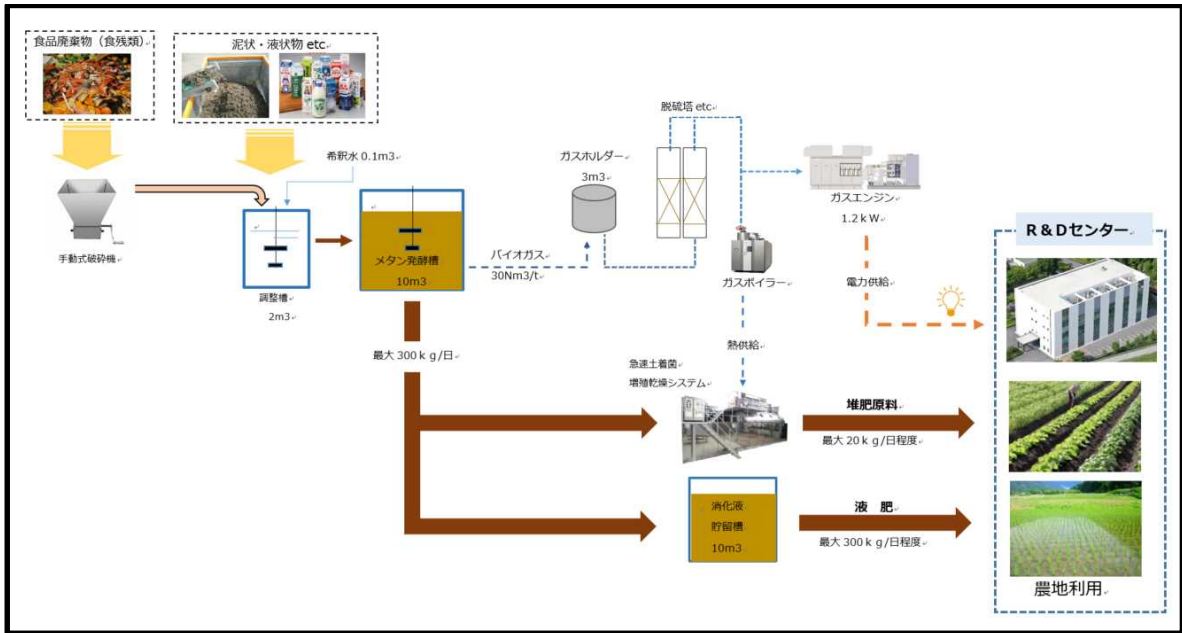 食品廃棄物（食残類）
泥状・液状物 etc
希釈水 0.1m3
手動式破砕機
調整槽
2m3
メタン発酵槽
10m3
バイオガス
30Nm3/t
ガスホルダー
3m3
脱硫塔 etc
ガスエンジン
1.2ｋW
ガスボイラー
電力供給
熱供給
最大 300ｋｇ/日
急速土着菌
増殖乾燥システム
堆肥原料
最大 20ｋｇ/日程度
消化液
貯留槽
10m3
液　肥
最大 300ｋｇ/日程度
R＆Dセンター
農地利用